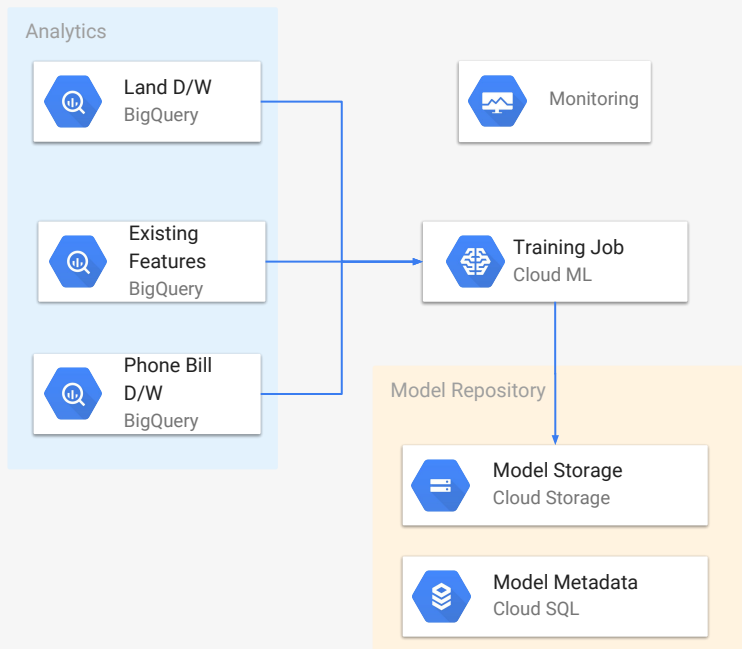 Analytics
Land D/W
BigQuery
Monitoring
Existing
Features
BigQuery
Training Job
Cloud ML
Phone Bill
D/W
BigQuery
Model Repository
Model Storage
Cloud Storage
Model Metadata
Cloud SQL